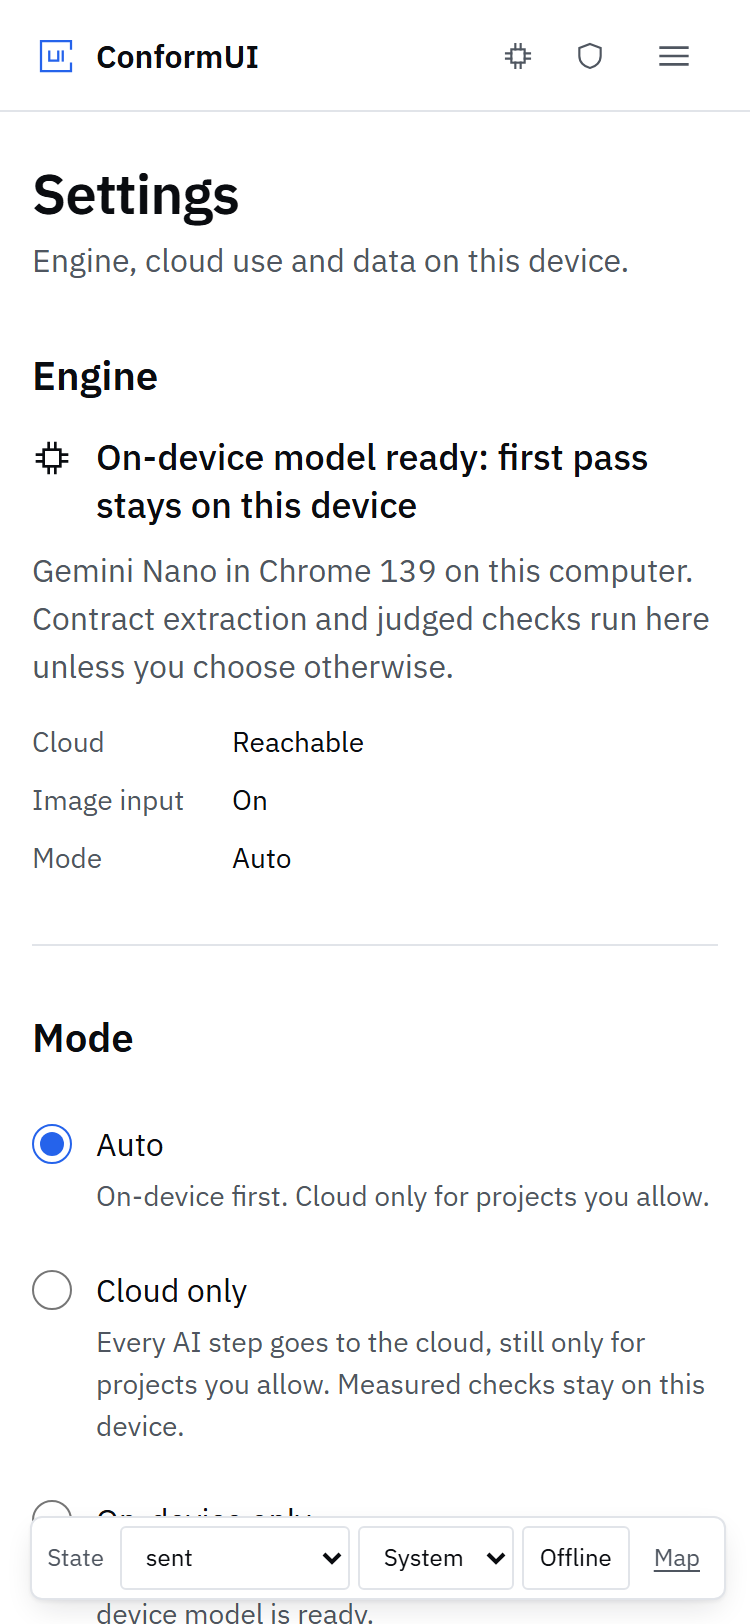 ConformUI
Settings
Engine, cloud use and data on this device.
Engine
On-device model ready: first pass
stays on this device
Gemini Nano in Chrome 139 on this computer.
Contract extraction and judged checks run here
unless you choose otherwise.
Cloud Reachable
Image input On
Mode Auto
Mode
Auto
On-device first. Cloud only for projects you allow.
Cloud only
Every AI step goes to the cloud, still only for
projects you allow. Measured checks stay on this
device.
On-device only
State sent System Offline Map
device model is ready.